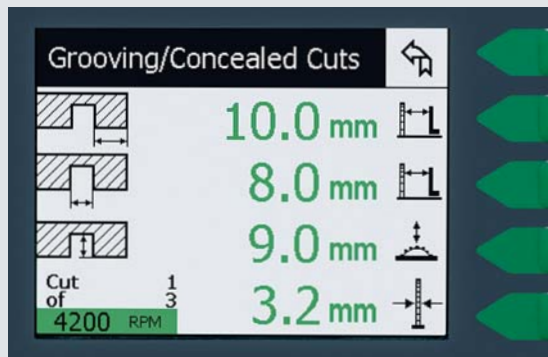 Grooving/Concealed Cuts
10.0 mm
8.0 mm
9.0 mm
Cut 1
of 3
3.2 mm
4200 RPM